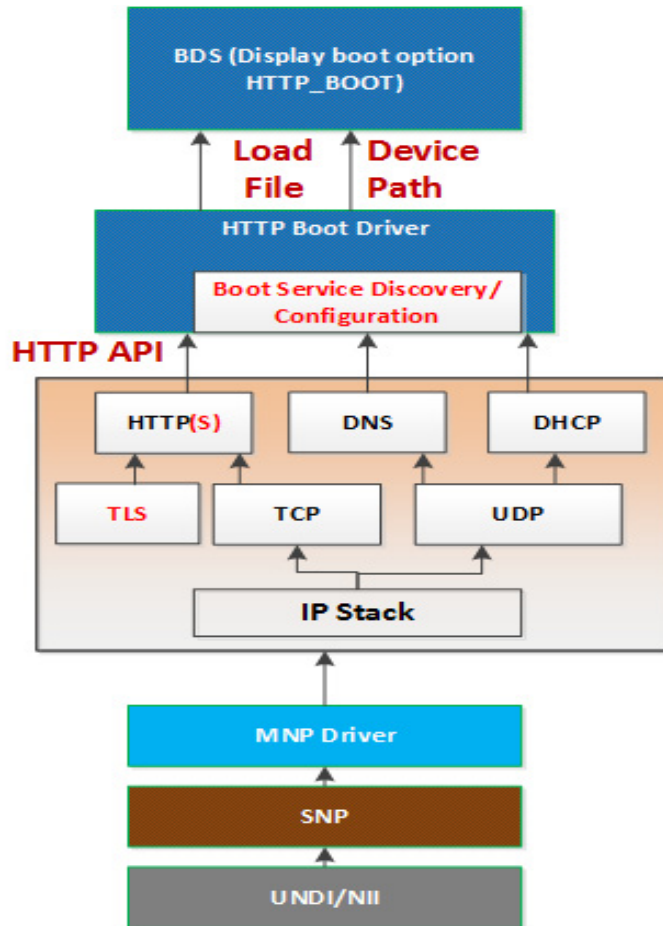 BDS (Display boot option
HTTP_BOOT)
Load
File
Device
Path
HTTP Boot Driver
Boot Service Discovery/
Configuration
HTTP API
HTTP(S)
DNS
DHCP
TLS
TCP
UDP
IP Stack
MNP Driver
SNP
UNDI/NII